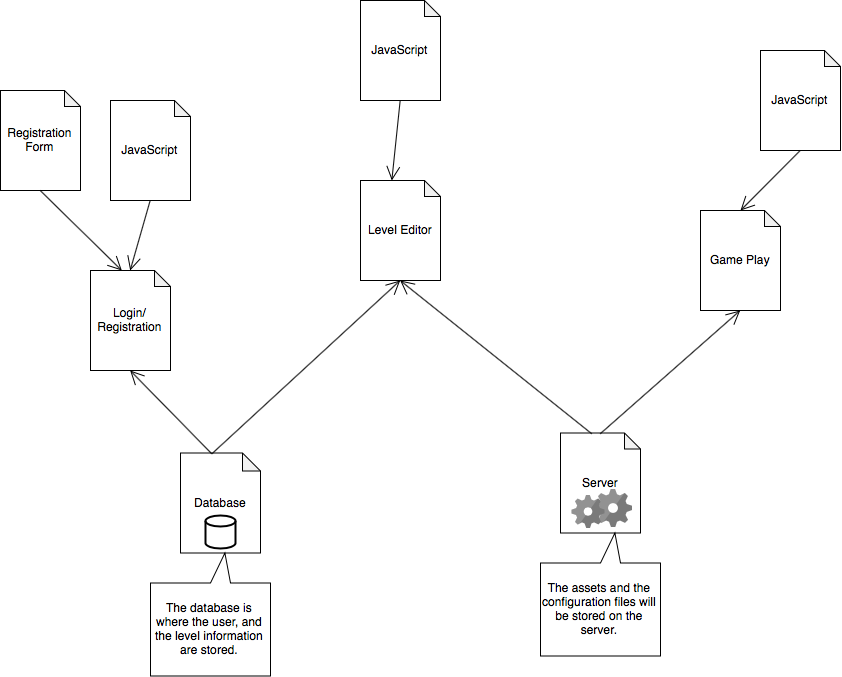 JavaScript
JavaScript
Registration
Form
JavaScript
Level Editor
Game Play
Login/
Registration
Database
Server
The database is
where the user, and
the level information
are stored.
The assets and the
configuration files will
be stored on the
server.